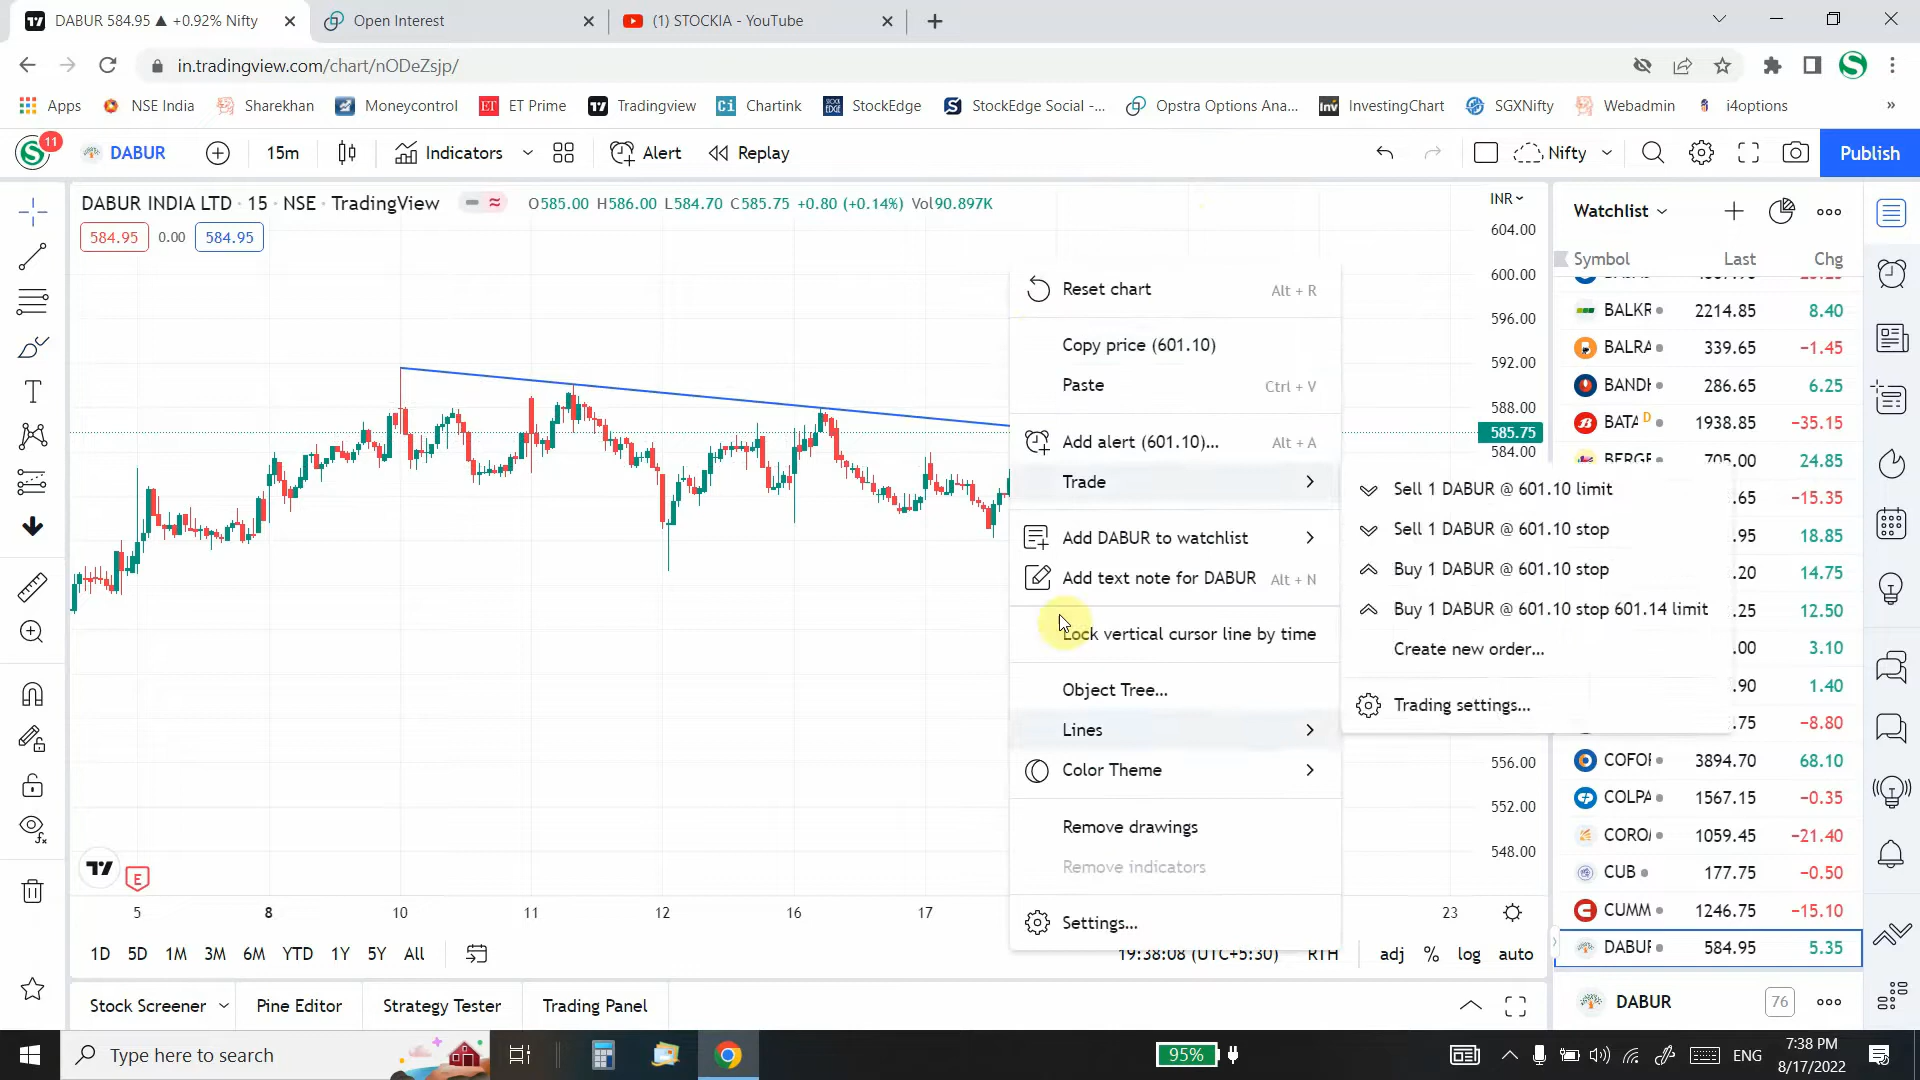 DABUR 584.95 ▲ +0.92% Nifty
Open Interest
(1) STOCKIA - YouTube
in.tradingview.com/chart/nODeZsjp/
Apps
NSE India
Sharekhan
Moneycontrol
ET Prime
Tradingview
Chartink
StockEdge
StockEdge Social -...
Opstra Options Ana...
InvestingChart
SGXNifty
Webadmin
i4options
»
11
DABUR
15m
Indicators
Alert
Replay
Nifty
Publish
DABUR INDIA LTD · 15 · NSE · TradingView
O585.00 H586.00 L584.70 C585.75 +0.80 (+0.14%) Vol90.897K
584.95
0.00
584.95
INR
604.00
600.00
596.00
592.00
588.00
585.75
584.00
556.00
552.00
548.00
Reset chart Alt + R
Copy price (601.10)
Paste Ctrl + V
Add alert (601.10)... Alt + A
Trade
Add DABUR to watchlist
Add text note for DABUR Alt + N
Lock vertical cursor line by time
Object Tree...
Lines
Color Theme
Remove drawings
Remove indicators
Settings...
Sell 1 DABUR @ 601.10 limit
Sell 1 DABUR @ 601.10 stop
Buy 1 DABUR @ 601.10 stop
Buy 1 DABUR @ 601.10 stop 601.14 limit
Create new order...
Trading settings...
Watchlist
Symbol Last Chg
BALKR 2214.85 8.40
BALRA 339.65 −1.45
BANDH 286.65 6.25
BATA D 1938.85 −35.15
BERGE 705.00 24.85
.65 −15.35
.95 18.85
.20 14.75
.25 12.50
.00 3.10
.90 1.40
.75 −8.80
COFOR 3894.70 68.10
COLPA 1567.15 −0.35
COROM 1059.45 −21.40
CUB 177.75 −0.50
CUMM 1246.75 −15.10
DABUR 584.95 5.35
E
5 8 10 11 12 16 17 23
1D 5D 1M 3M 6M YTD 1Y 5Y All
19:38:08 (UTC+5:30) RTH adj % log auto
Stock Screener
Pine Editor
Strategy Tester
Trading Panel
DABUR 76
Type here to search
95%
ENG
7:38 PM
8/17/2022